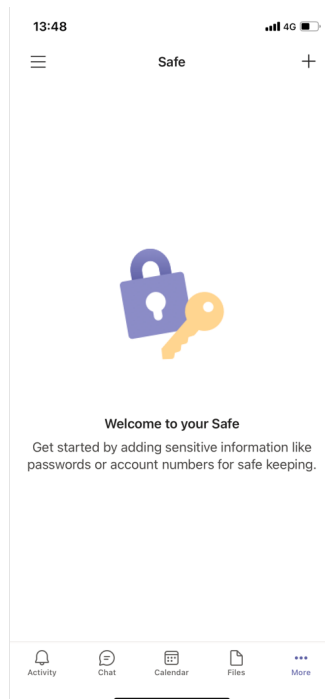 13:48
4G
Safe
Welcome to your Safe
Get started by adding sensitive information like
passwords or account numbers for safe keeping.
Activity
Chat
Calendar
Files
More